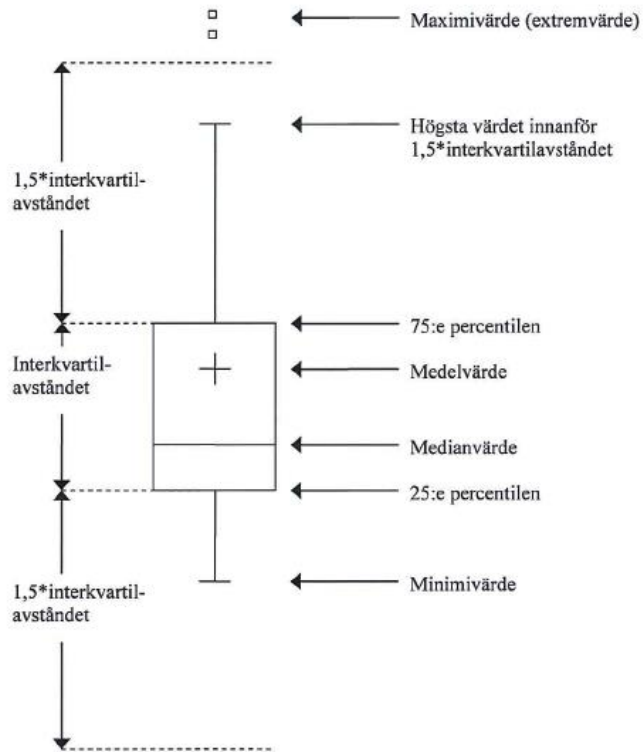 Maximivärde (extremvärde)
Högsta värdet innanför
1,5*interkvartilavståndet
1,5*interkvartil-
avståndet
75:e percentilen
Interkvartil-
avståndet
Medelvärde
Medianvärde
25:e percentilen
Minimivärde
1,5*interkvartil-
avståndet